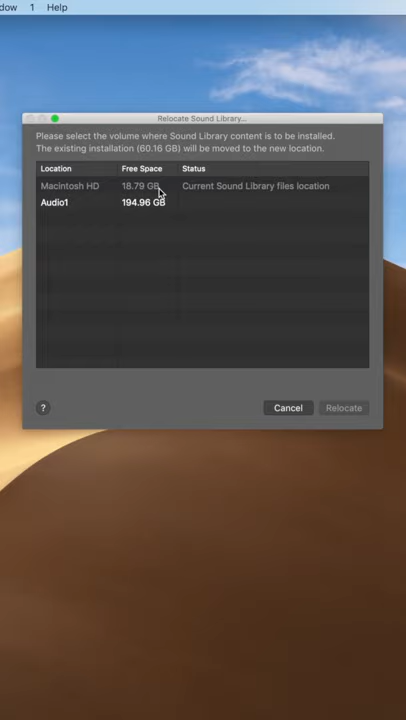 dow 1 Help
Relocate Sound Library...
Please select the volume where Sound Library content is to be installed.
The existing installation (60.16 GB) will be moved to the new location.
Location Free Space Status
Macintosh HD 18.79 GB Current Sound Library files location
Audio1 194.96 GB
? Cancel Relocate